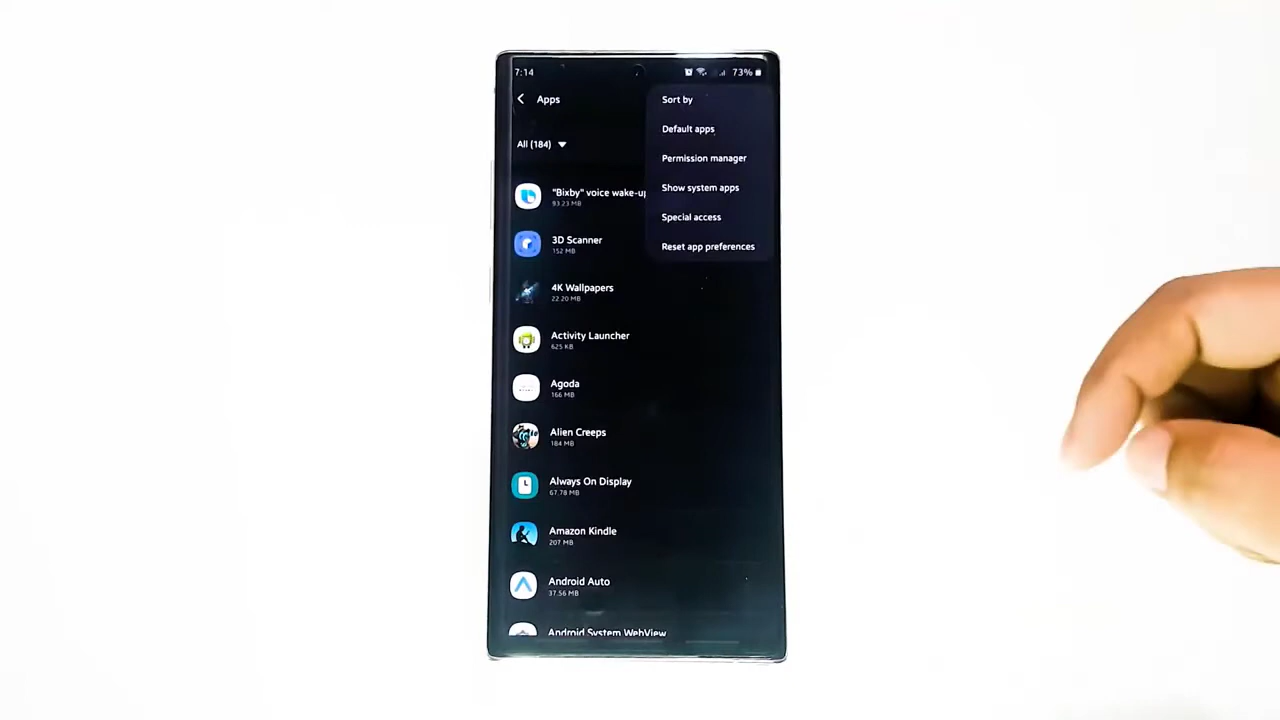 7:14
73%
Apps
All (184)
Sort by
Default apps
Permission manager
Show system apps
Special access
Reset app preferences
"Bixby" voice wake-up
93.23 MB
3D Scanner
152 MB
4K Wallpapers
22.20 MB
Activity Launcher
625 KB
Agoda
166 MB
Alien Creeps
184 MB
Always On Display
67.78 MB
Amazon Kindle
207 MB
Android Auto
37.56 MB
Android System WebView